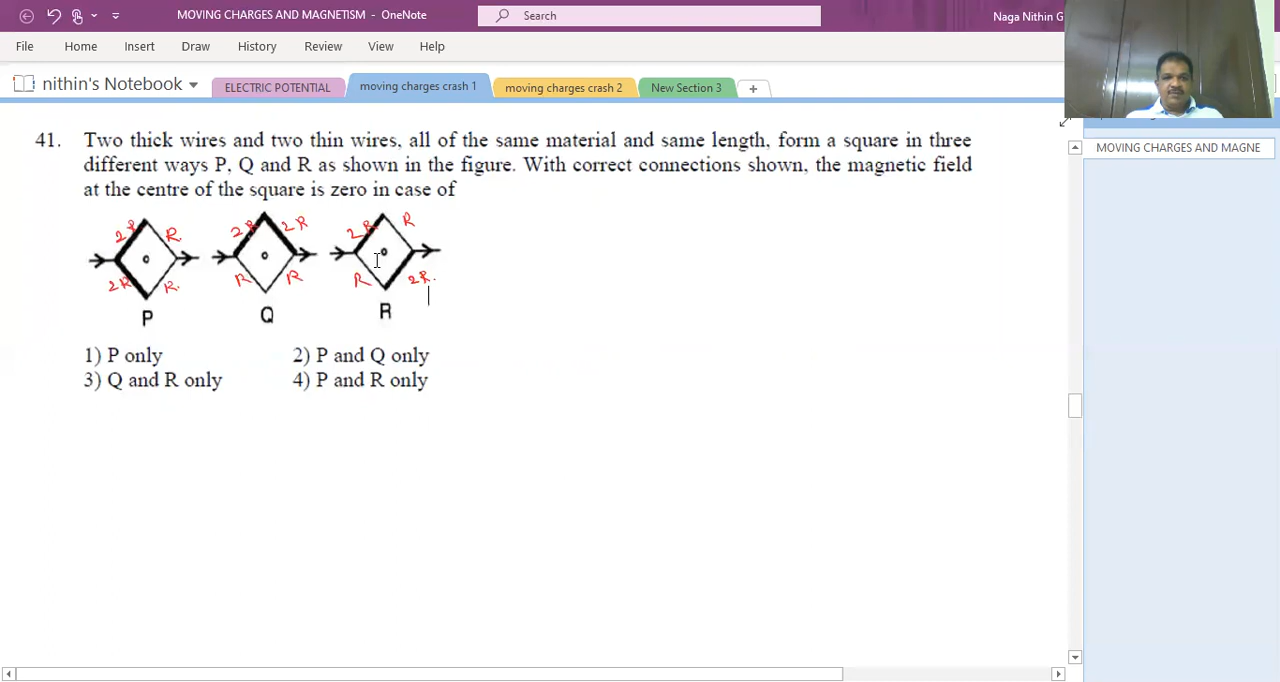 MOVING CHARGES AND MAGNETISM - OneNote
Search
Naga Nithin G
File Home Insert Draw History Review View Help
nithin's Notebook
ELECTRIC POTENTIAL
moving charges crash 1
moving charges crash 2
New Section 3
+
MOVING CHARGES AND MAGNE
41. Two thick wires and two thin wires, all of the same material and same length, form a square in three
different ways P, Q and R as shown in the figure. With correct connections shown, the magnetic field
at the centre of the square is zero in case of
2R R 2R 2R 2R R
2R R R R R 2R
P Q R
1) P only 2) P and Q only
3) Q and R only 4) P and R only